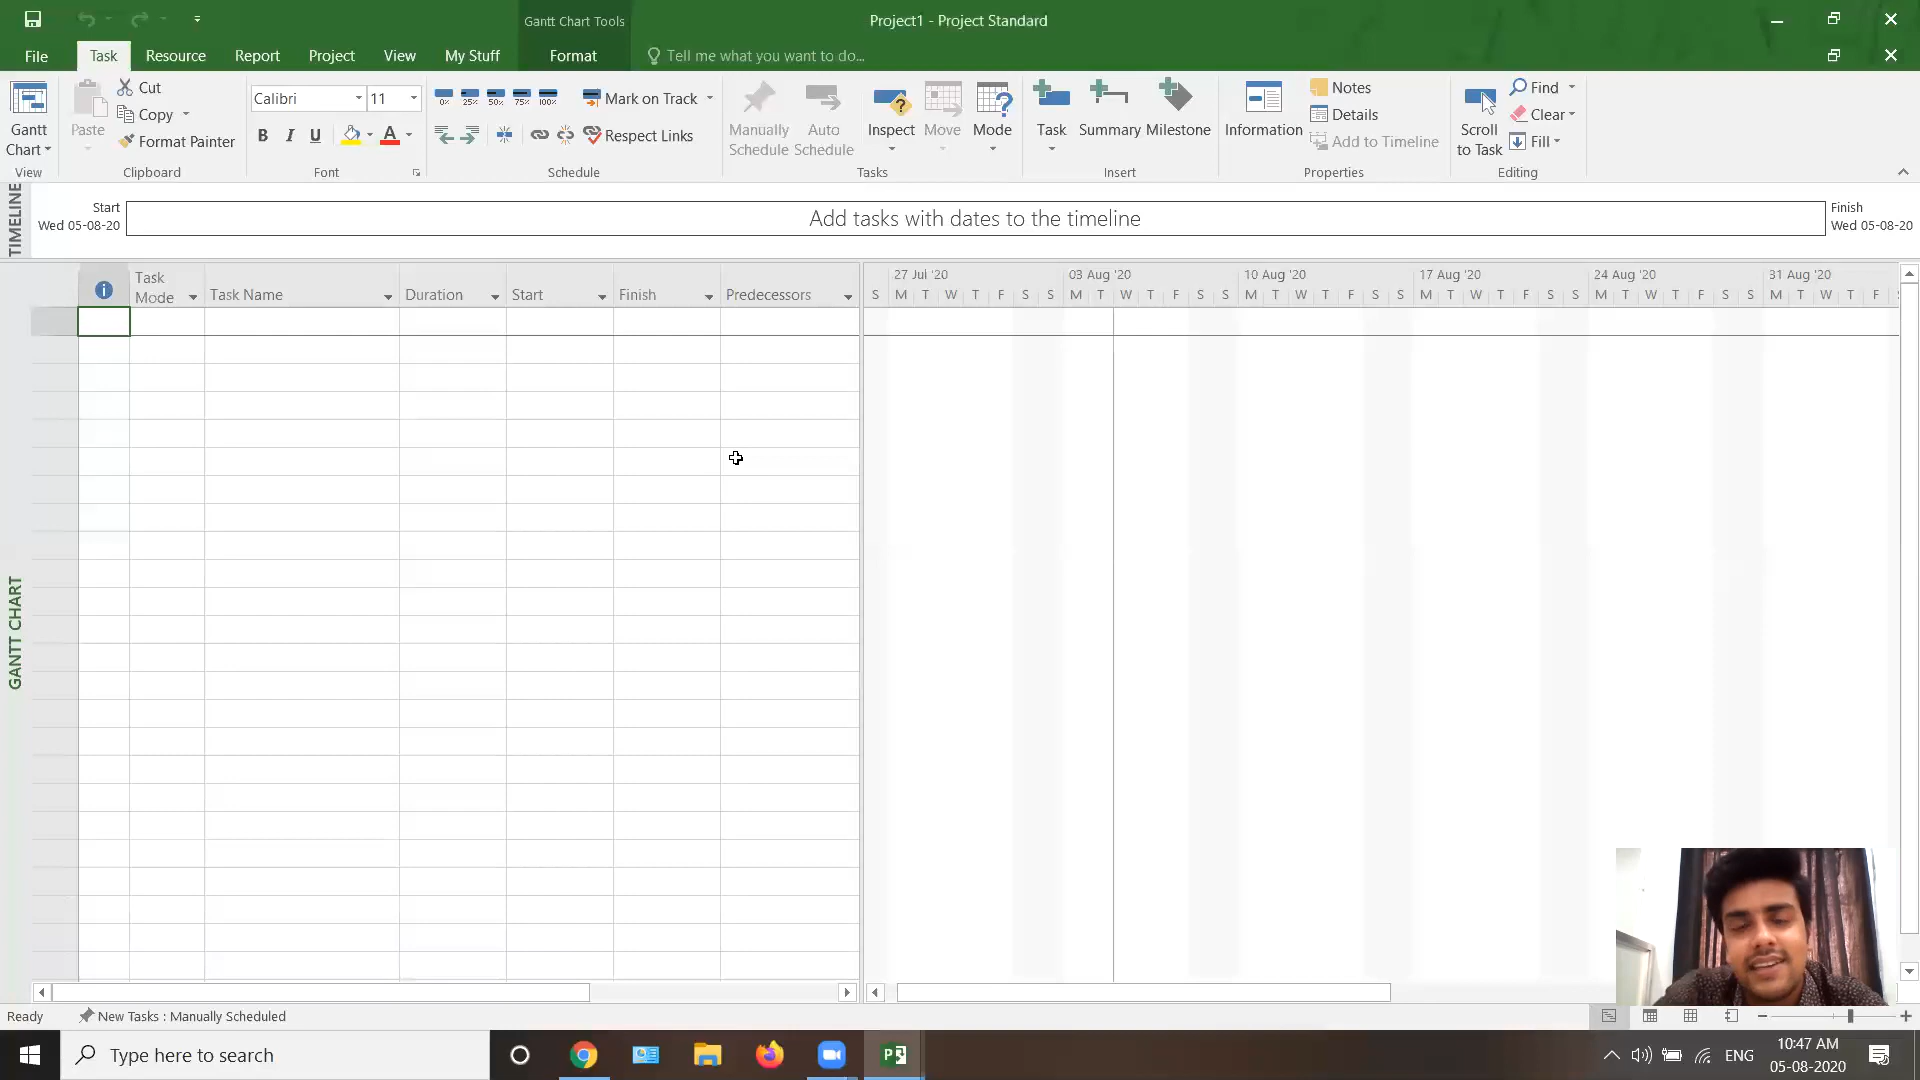 Gantt Chart Tools
Project1 - Project Standard
File
Task
Resource
Report
Project
View
My Stuff
Format
Tell me what you want to do...
Gantt
Chart
View
Paste
Cut
Copy
Format Painter
Clipboard
Calibri
11
B I U A
Font
0% 25% 50% 75% 100%
Mark on Track
Respect Links
Schedule
Manually
Schedule
Auto
Schedule
Inspect
Move
Mode
Tasks
Task
Summary
Milestone
Insert
Information
Notes
Details
Add to Timeline
Properties
Scroll
to Task
Find
Clear
Fill
Editing
TIMELINE
Start
Wed 05-08-20
Add tasks with dates to the timeline
Finish
Wed 05-08-20
Task
Mode
Task Name
Duration
Start
Finish
Predecessors
27 Jul '20
03 Aug '20
10 Aug '20
17 Aug '20
24 Aug '20
31 Aug '20
S M T W T F S S M T W T F S S M T W T F S S M T W T F S S M T W T F S S M T W T F
GANTT CHART
Ready
New Tasks : Manually Scheduled
Type here to search
ENG
10:47 AM
05-08-2020